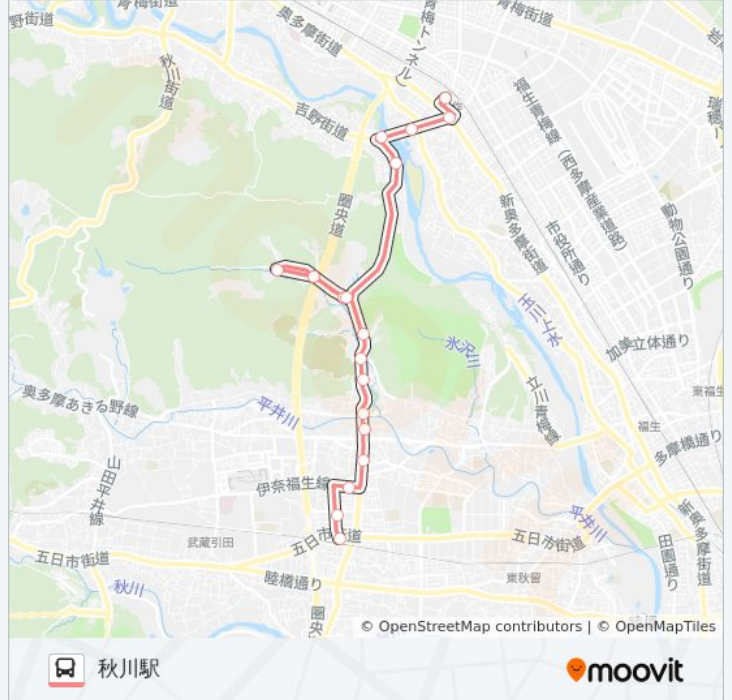 野街道
青梅街道
青梅街道
奥多摩街道
青梅トンネル)
秋川街道
吉野街道
福生青梅線(西多摩産業道路)
圏央道
新奥多摩街道
市役所通り
動物公園通り
玉川上水
氷沢川
加美立体通り
立川青梅線
奥多摩あきる野線
平井川
東福生
福生
多摩橋通り
山田平井線
伊奈福生線
平井川
武蔵引田
五日市街道
五日市街道
五日市街道
新奥多摩街道
田園通り
東秋留
睦橋通り
秋川
圏央
© OpenStreetMap contributors | © OpenMapTiles
秋川駅
moovit